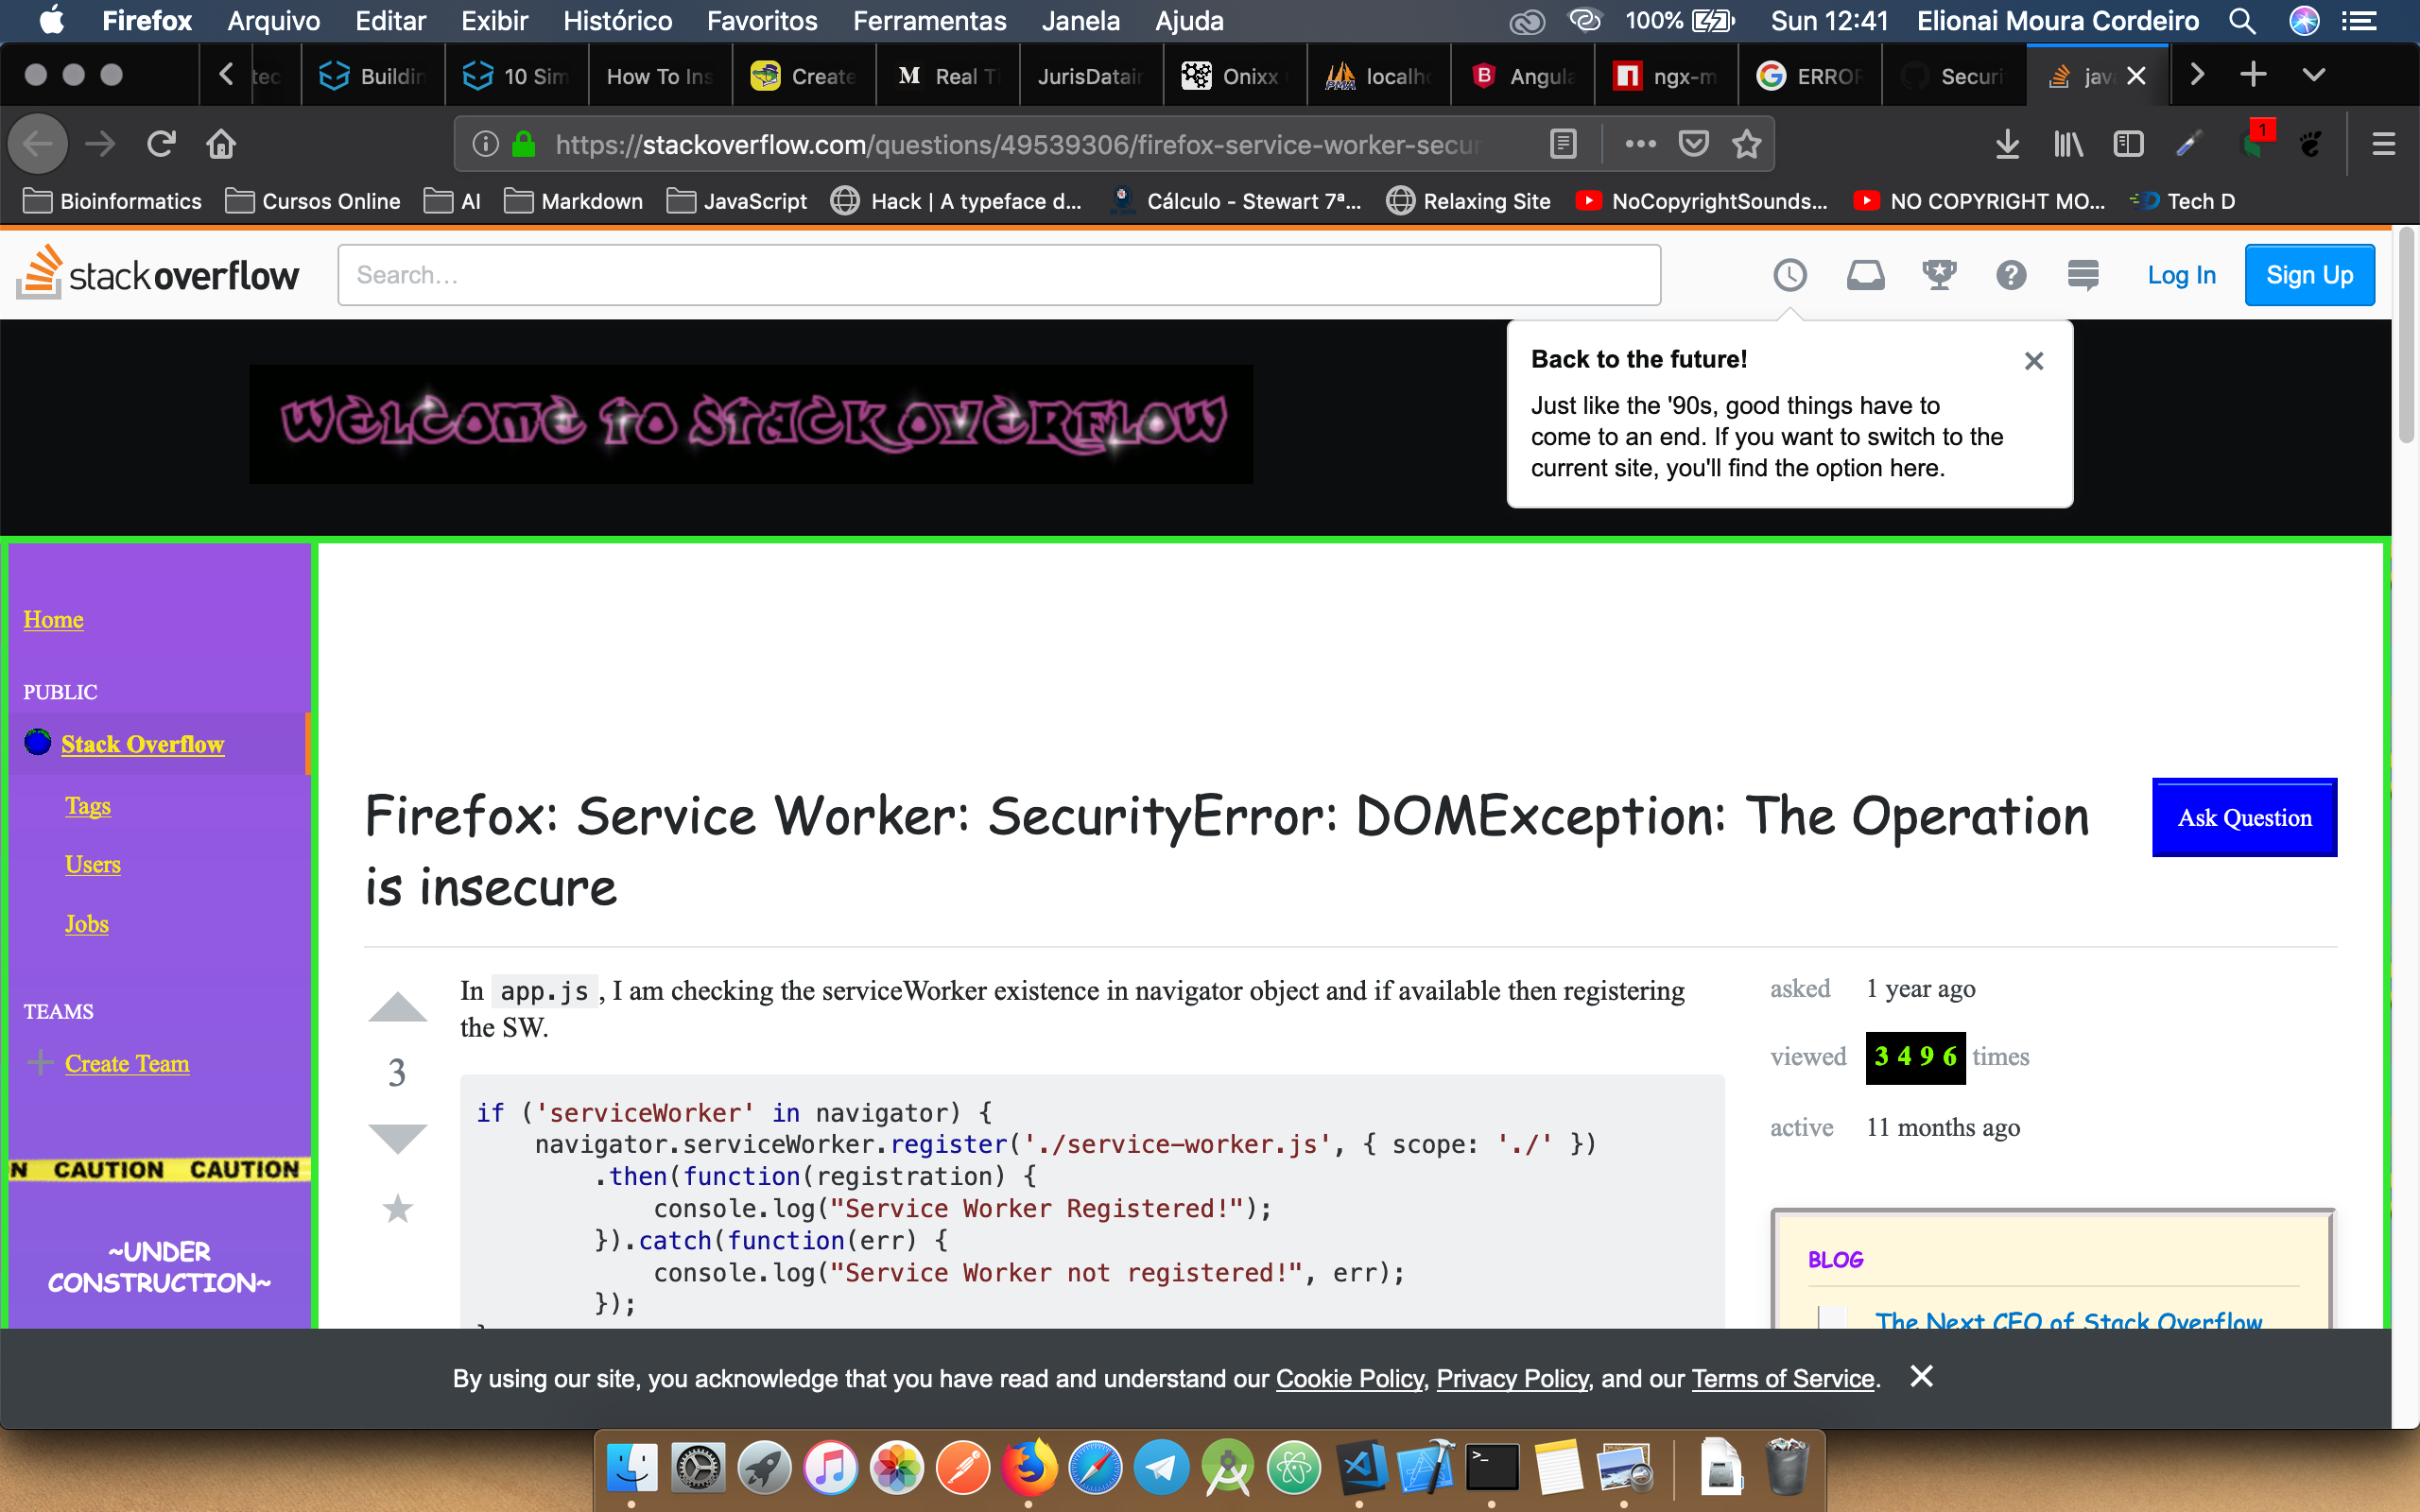 Firefox Arquivo Editar Exibir Histórico Favoritos Ferramentas Janela Ajuda 100% Sun 12:41 Elionai Moura Cordeiro
tec Buildin 10 Sim How To Ins Create M Real T JurisDatain Onixx localho B Angula n ngx-m G ERROR Securi java
https://stackoverflow.com/questions/49539306/firefox-service-worker-secur 1
Bioinformatics Cursos Online AI Markdown JavaScript Hack | A typeface d... Cálculo - Stewart 7ª... Relaxing Site NoCopyrightSounds... NO COPYRIGHT MO... Tech D
stackoverflow Search... Log In Sign Up
Back to the future!
Just like the '90s, good things have to
come to an end. If you want to switch to the
current site, you'll find the option here.
WELCOME TO STACK OVERFLOW
Home
PUBLIC
Stack Overflow
Tags
Users
Jobs
TEAMS
Create Team
N CAUTION CAUTION
~UNDER
CONSTRUCTION~
Firefox: Service Worker: SecurityError: DOMException: The Operation
is insecure
Ask Question
In app.js , I am checking the serviceWorker existence in navigator object and if available then registering
the SW.
3
if ('serviceWorker' in navigator) {
    navigator.serviceWorker.register('./service-worker.js', { scope: './' })
        .then(function(registration) {
            console.log("Service Worker Registered!");
        }).catch(function(err) {
            console.log("Service Worker not registered!", err);
        });
asked 1 year ago
viewed 3496 times
active 11 months ago
BLOG
The Next CEO of Stack Overflow
By using our site, you acknowledge that you have read and understand our Cookie Policy, Privacy Policy, and our Terms of Service.